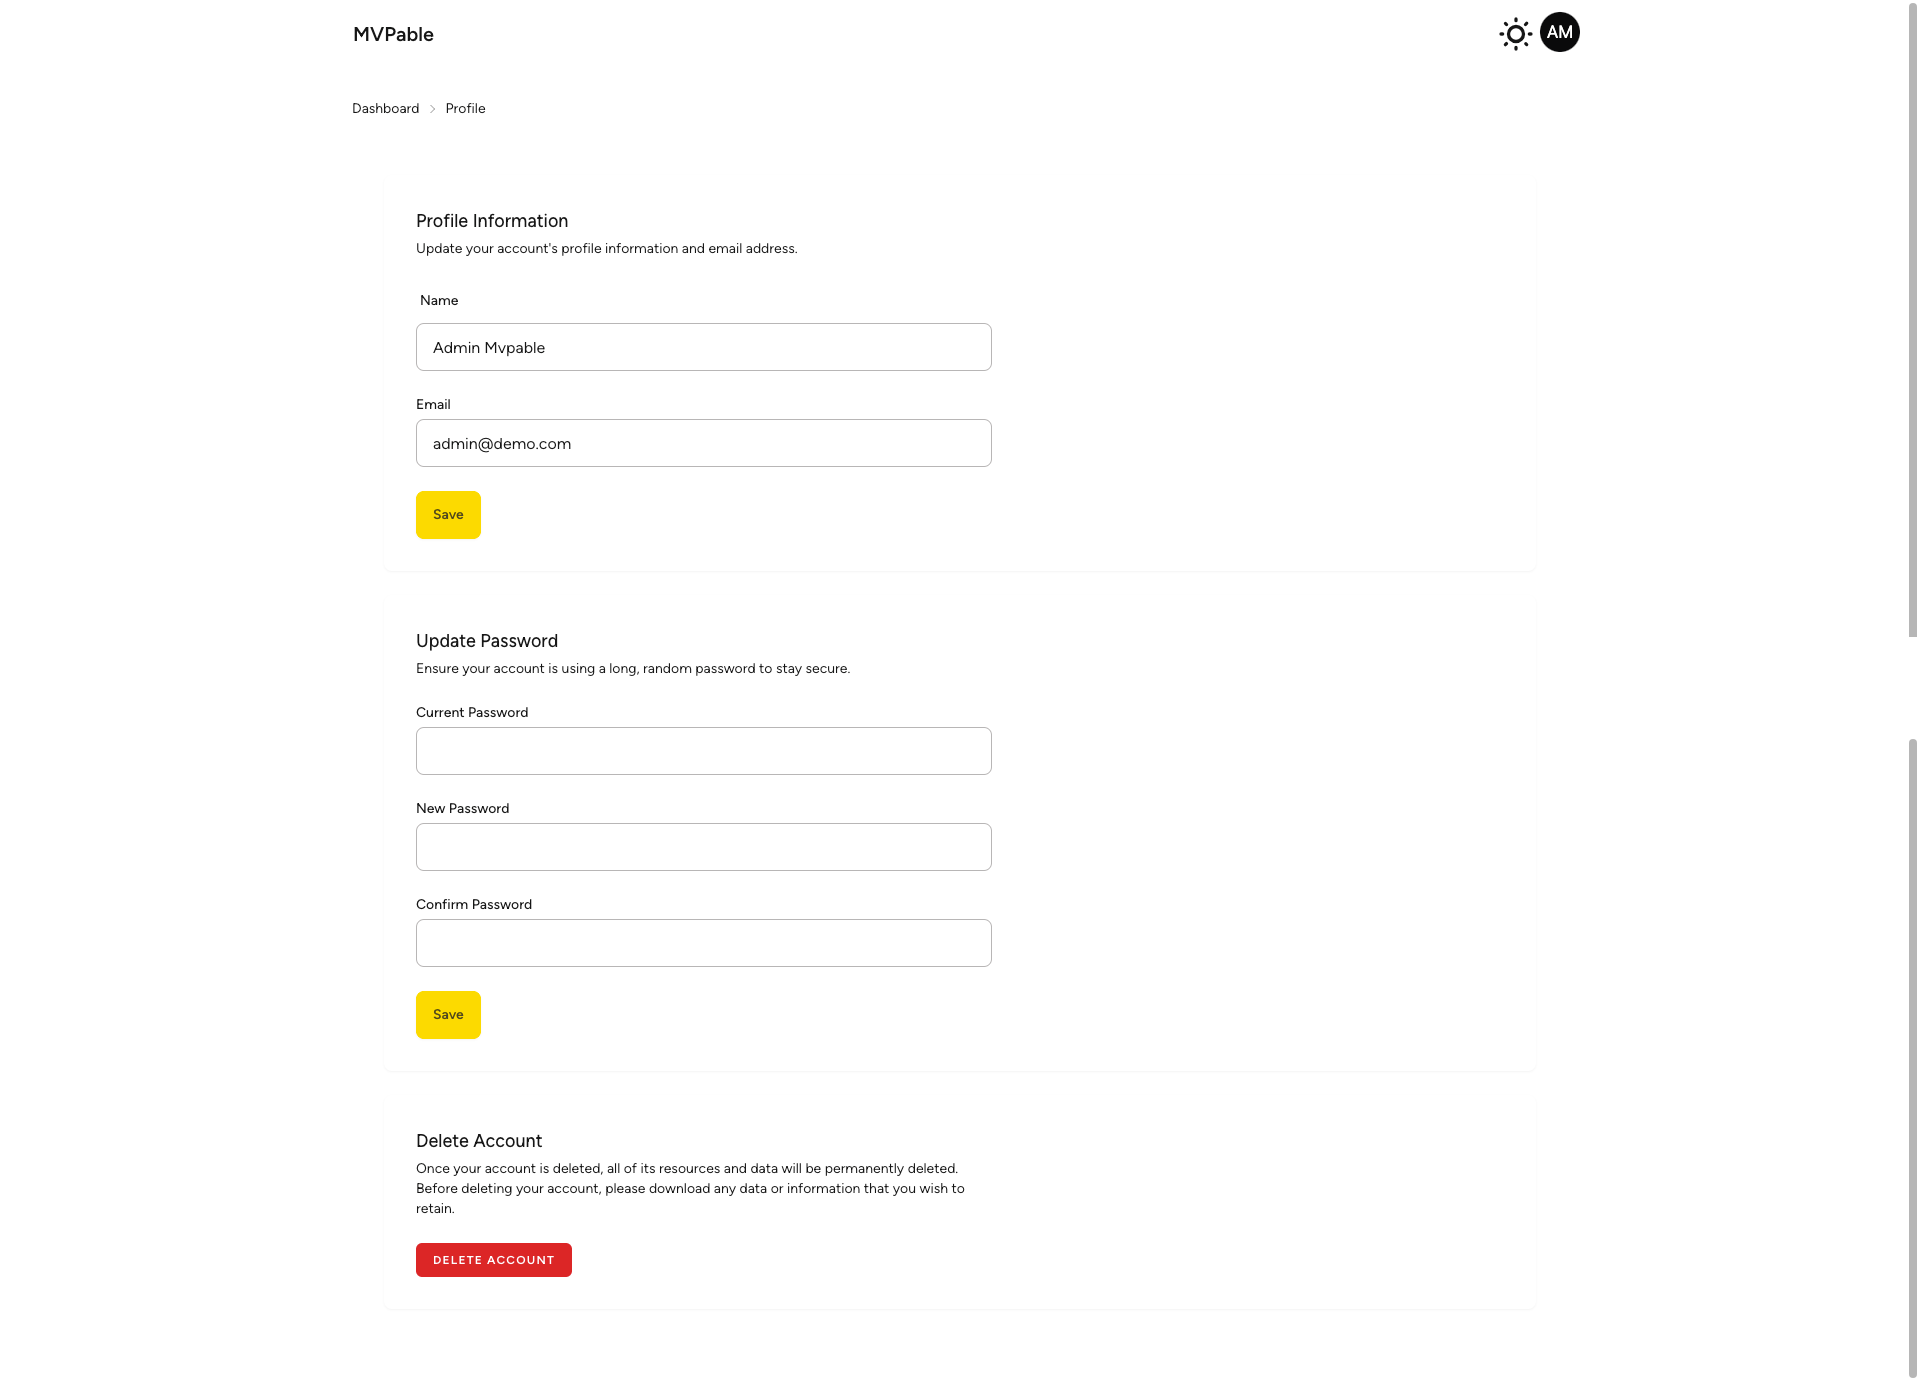 MVPable
AM
Dashboard
Profile
Profile Information
Update your account's profile information and email address.
Name
Admin Mvpable
Email
admin@demo.com
Save
Update Password
Ensure your account is using a long, random password to stay secure.
Current Password
New Password
Confirm Password
Save
Delete Account
Once your account is deleted, all of its resources and data will be permanently deleted.
Before deleting your account, please download any data or information that you wish to
retain.
DELETE ACCOUNT